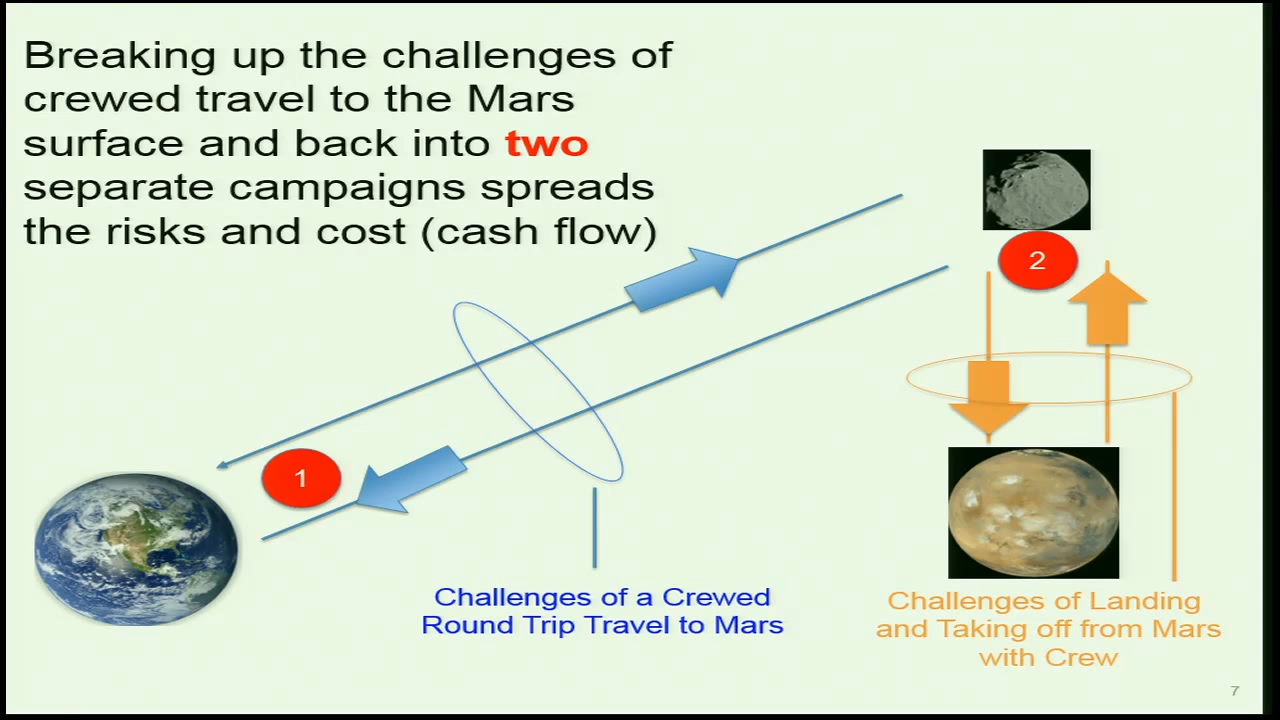 Breaking up the challenges of
crewed travel to the Mars
surface and back into two
separate campaigns spreads
the risks and cost (cash flow)
2
1
Challenges of a Crewed
Round Trip Travel to Mars
Challenges of Landing
and Taking off from Mars
with Crew
7